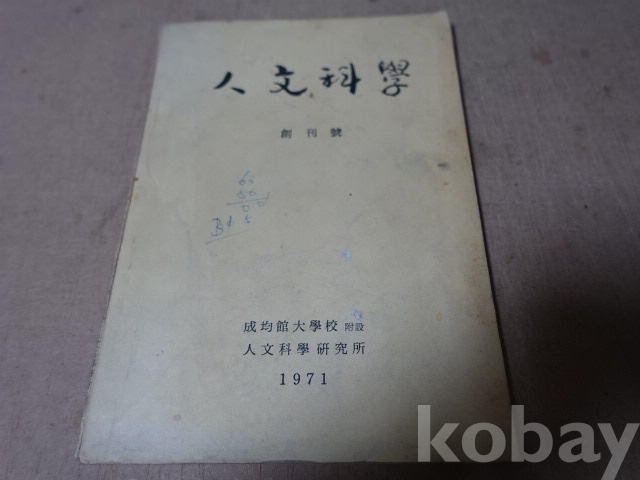 人文科學
創刊號
成均館大學校 附設
人文科學硏究所
1971
kobay